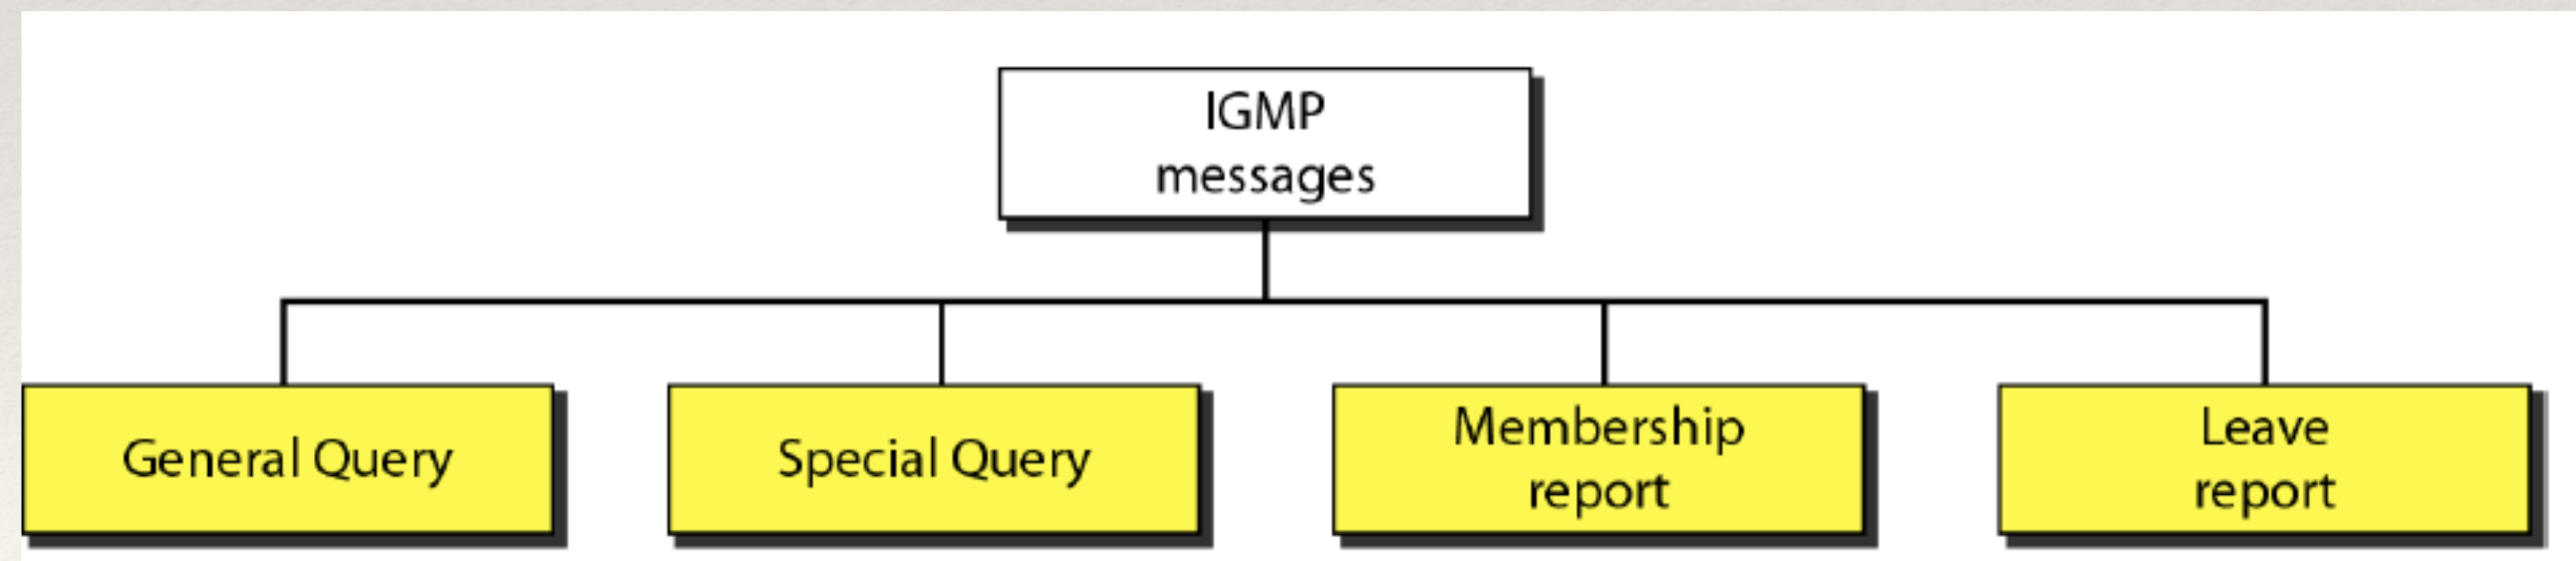 IGMP
messages
General Query
Special Query
Membership
report
Leave
report